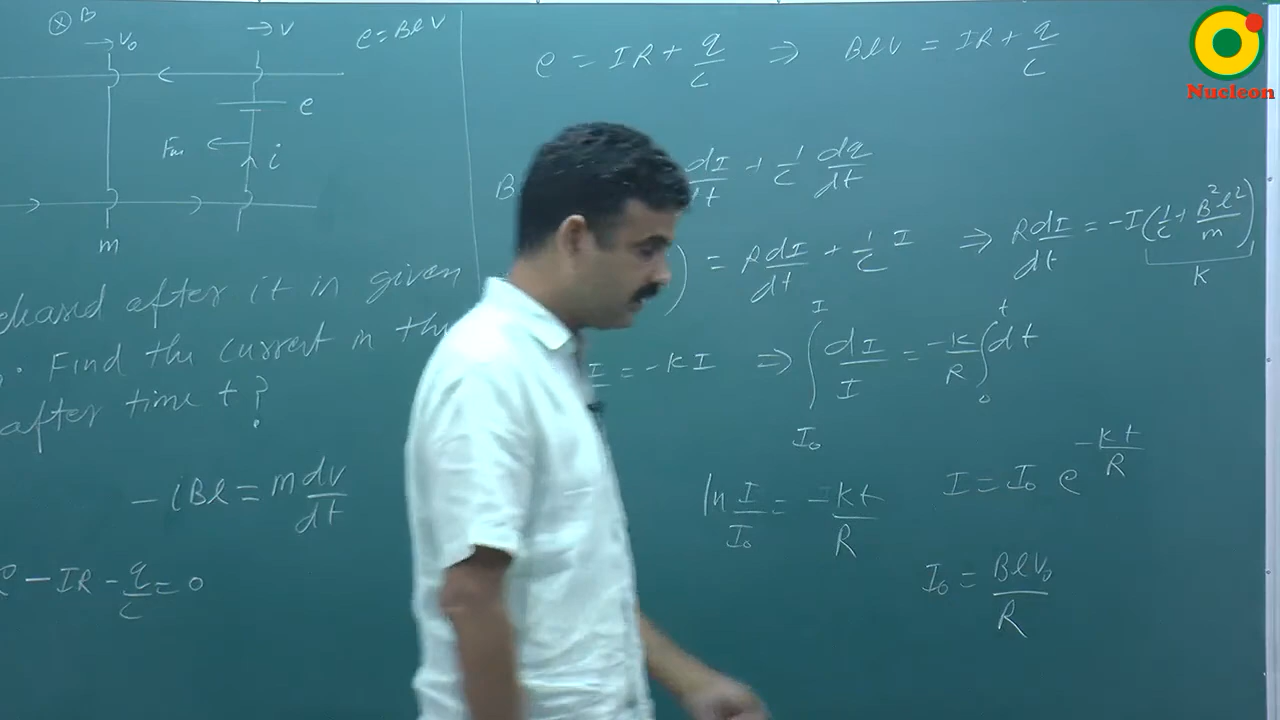 ⊗ B
→ V₀
→ V
e = BlV
e
Fm
i
m
after it in given
. Find the current in the
after time t ?
- iBl = m dv/dt
- IR - q/c = 0
e = IR + q/c ⇒ BlV = IR + q/c
B
dI/dt + 1/c dq/dt
) = R dI/dt + 1/c I ⇒ R dI/dt = -I (1/c + B²l²/m)
K
I = -KI ⇒ ∫_{I₀}^{I} dI/I = -K/R ∫_{0}^{t} dt
ln I/I₀ = -Kt/R
I = I₀ e^{-Kt/R}
I₀ = BlV₀/R
Nucleon